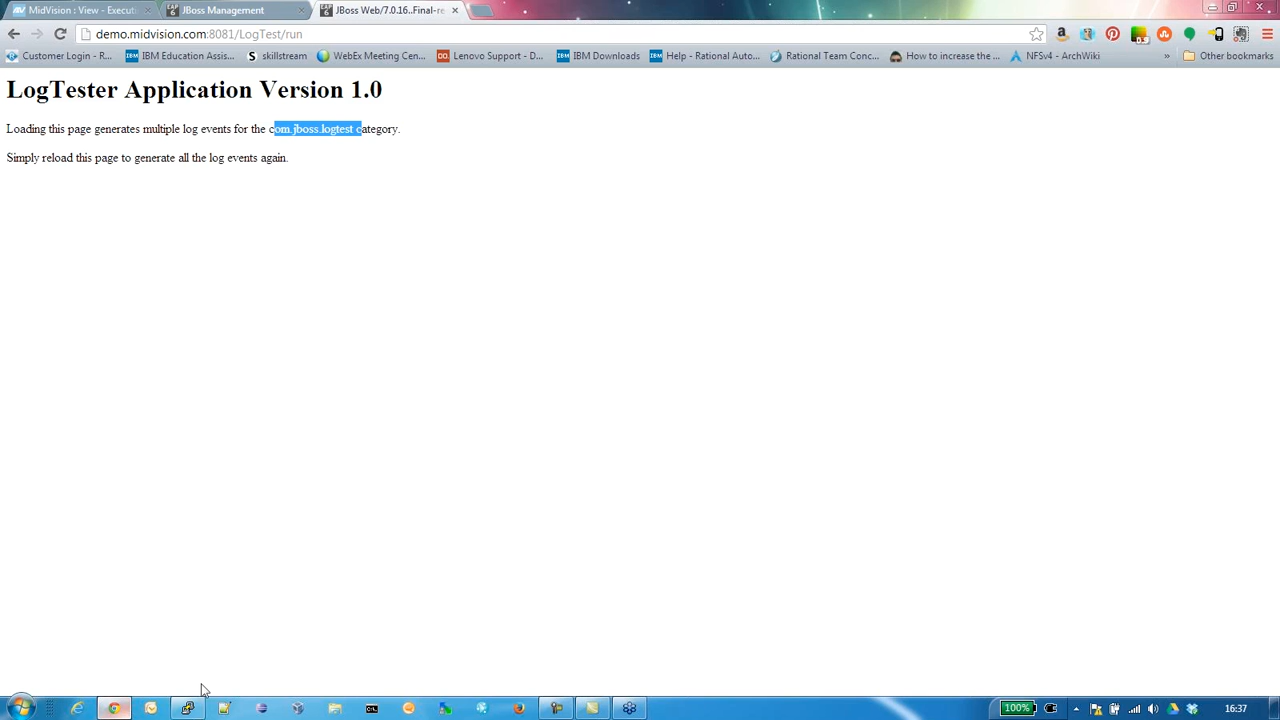 MidVision : View - Executi
JBoss Management
JBoss Web/7.0.16..Final-re
demo.midvision.com:8081/LogTest/run
Customer Login - R...
IBM Education Assis...
skillstream
WebEx Meeting Cen...
Lenovo Support - D...
IBM Downloads
Help - Rational Auto...
Rational Team Conc...
How to increase the ...
NFSv4 - ArchWiki
»
Other bookmarks
LogTester Application Version 1.0
Loading this page generates multiple log events for the com.jboss.logtest category.
Simply reload this page to generate all the log events again.
100%
16:37